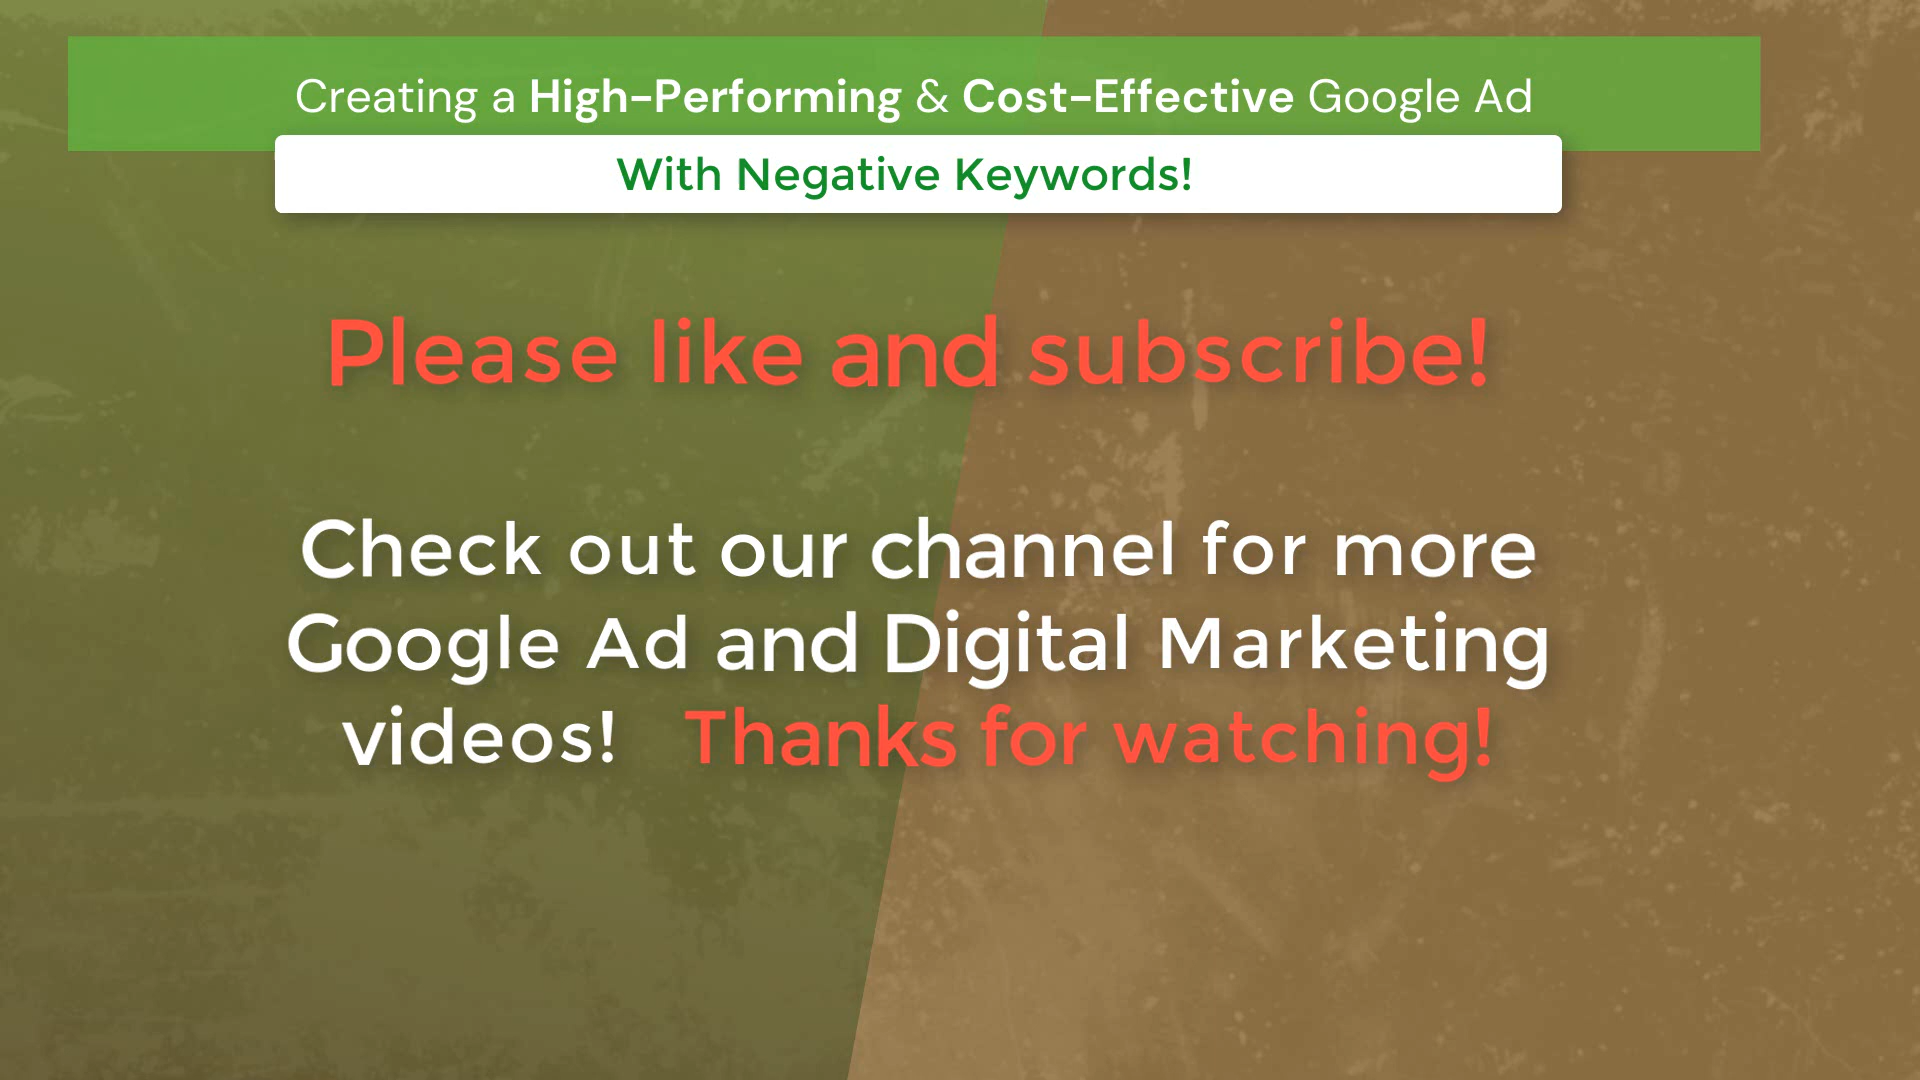 Creating a High-Performing & Cost-Effective Google Ad
With Negative Keywords!
Please like and subscribe!
Check out our channel for more
Google Ad and Digital Marketing
videos! Thanks for watching!